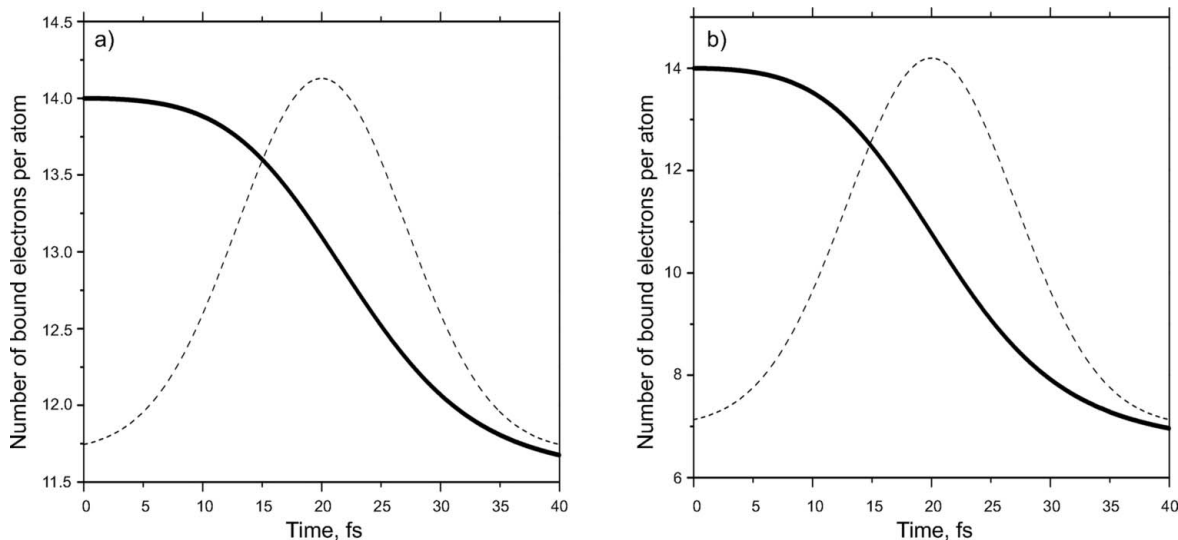 a)
Number of bound electrons per atom
14.5
14.0
13.5
13.0
12.5
12.0
11.5
0 5 10 15 20 25 30 35 40
Time, fs
b)
Number of bound electrons per atom
14
12
10
8
6
0 5 10 15 20 25 30 35 40
Time, fs